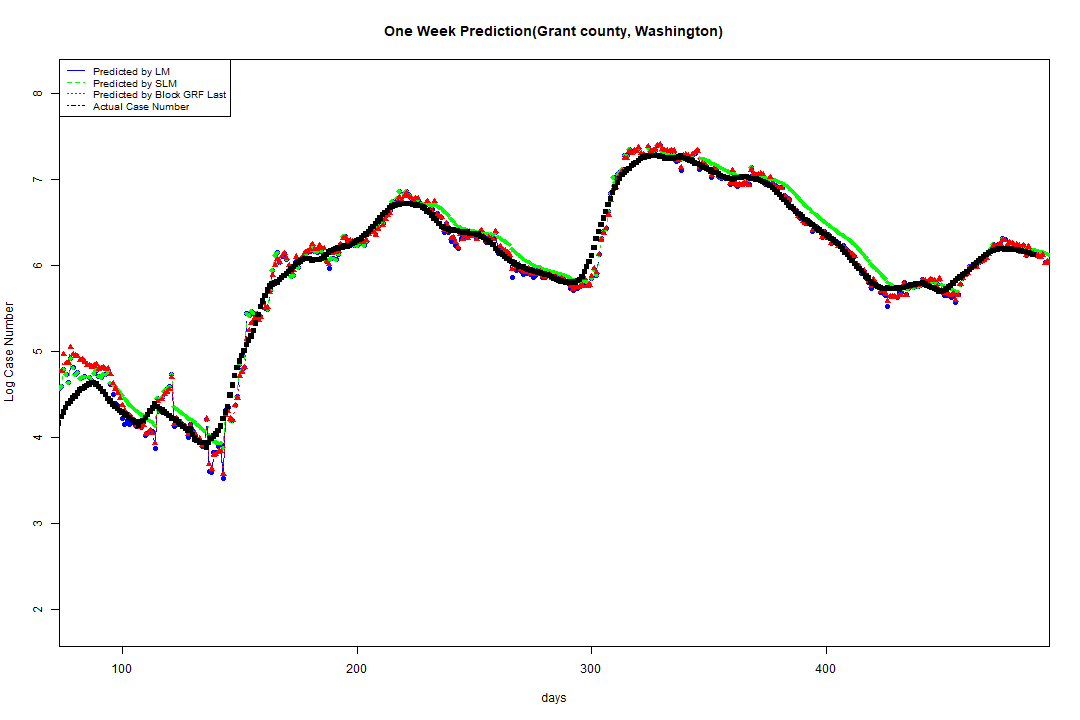 One Week Prediction(Grant county, Washington)
Predicted by LM
Predicted by SLM
Predicted by Block GRF Last
Actual Case Number
8
7
6
5
4
3
2
Log Case Number
100 200 300 400
days